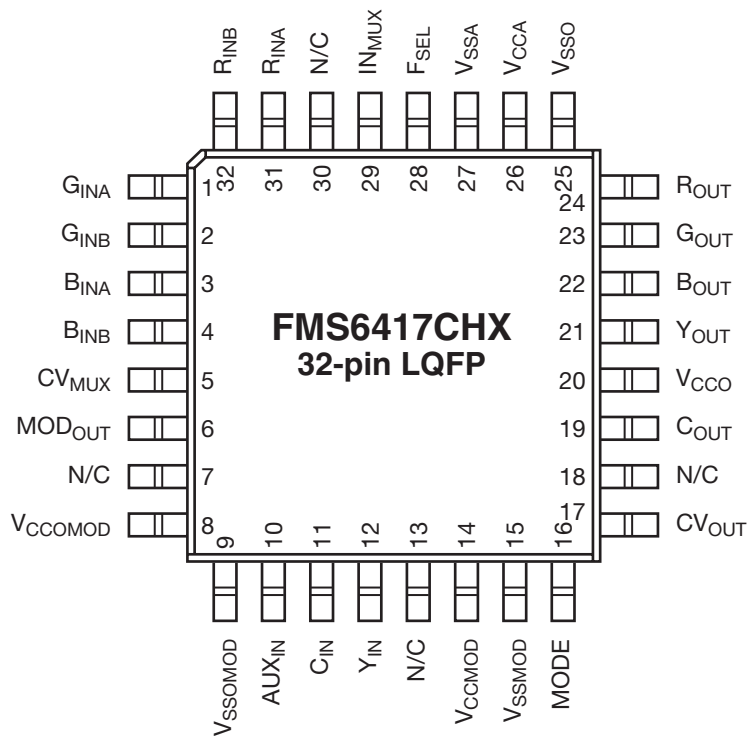 R_INB R_INA N/C IN_MUX F_SEL V_SSA V_CCA V_SSO
32 31 30 29 28 27 26 25
G_INA 1 24 R_OUT
G_INB 2 23 G_OUT
B_INA 3 22 B_OUT
B_INB 4 21 Y_OUT
FMS6417CHX
32-pin LQFP
CV_MUX 5 20 V_CCO
MOD_OUT 6 19 C_OUT
N/C 7 18 N/C
V_CCOMOD 8 17 CV_OUT
9 10 11 12 13 14 15 16
V_SSOMOD AUX_IN C_IN Y_IN N/C V_CCMOD V_SSMOD MODE